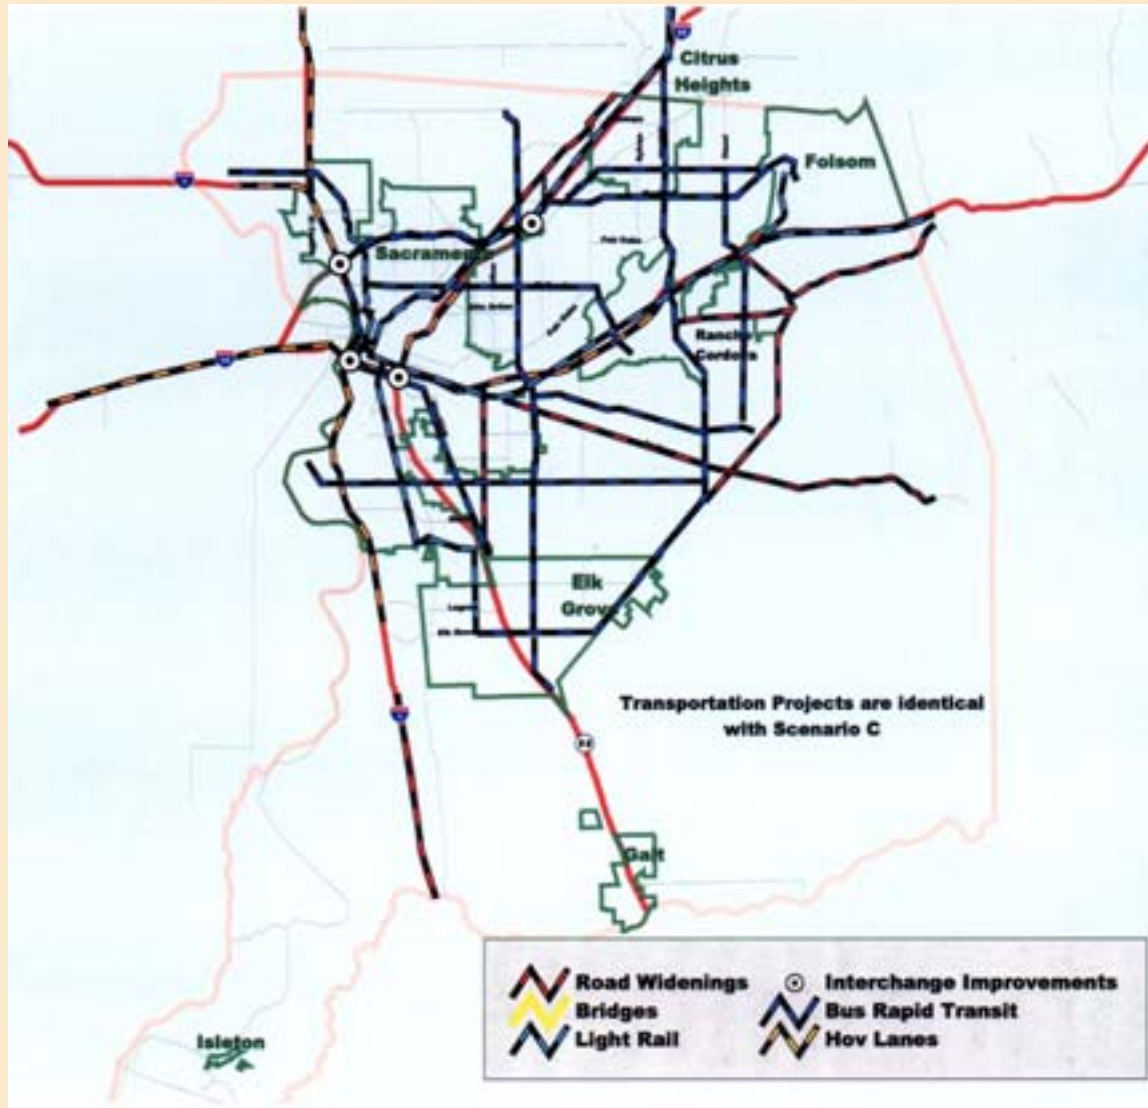 Citrus
Heights
Folsom
Sacramento
Rancho
Cordova
Elk
Grove
Transportation Projects are identical
with Scenario C
Galt
Isleton
Road Widenings
Bridges
Light Rail
Interchange Improvements
Bus Rapid Transit
Hov Lanes